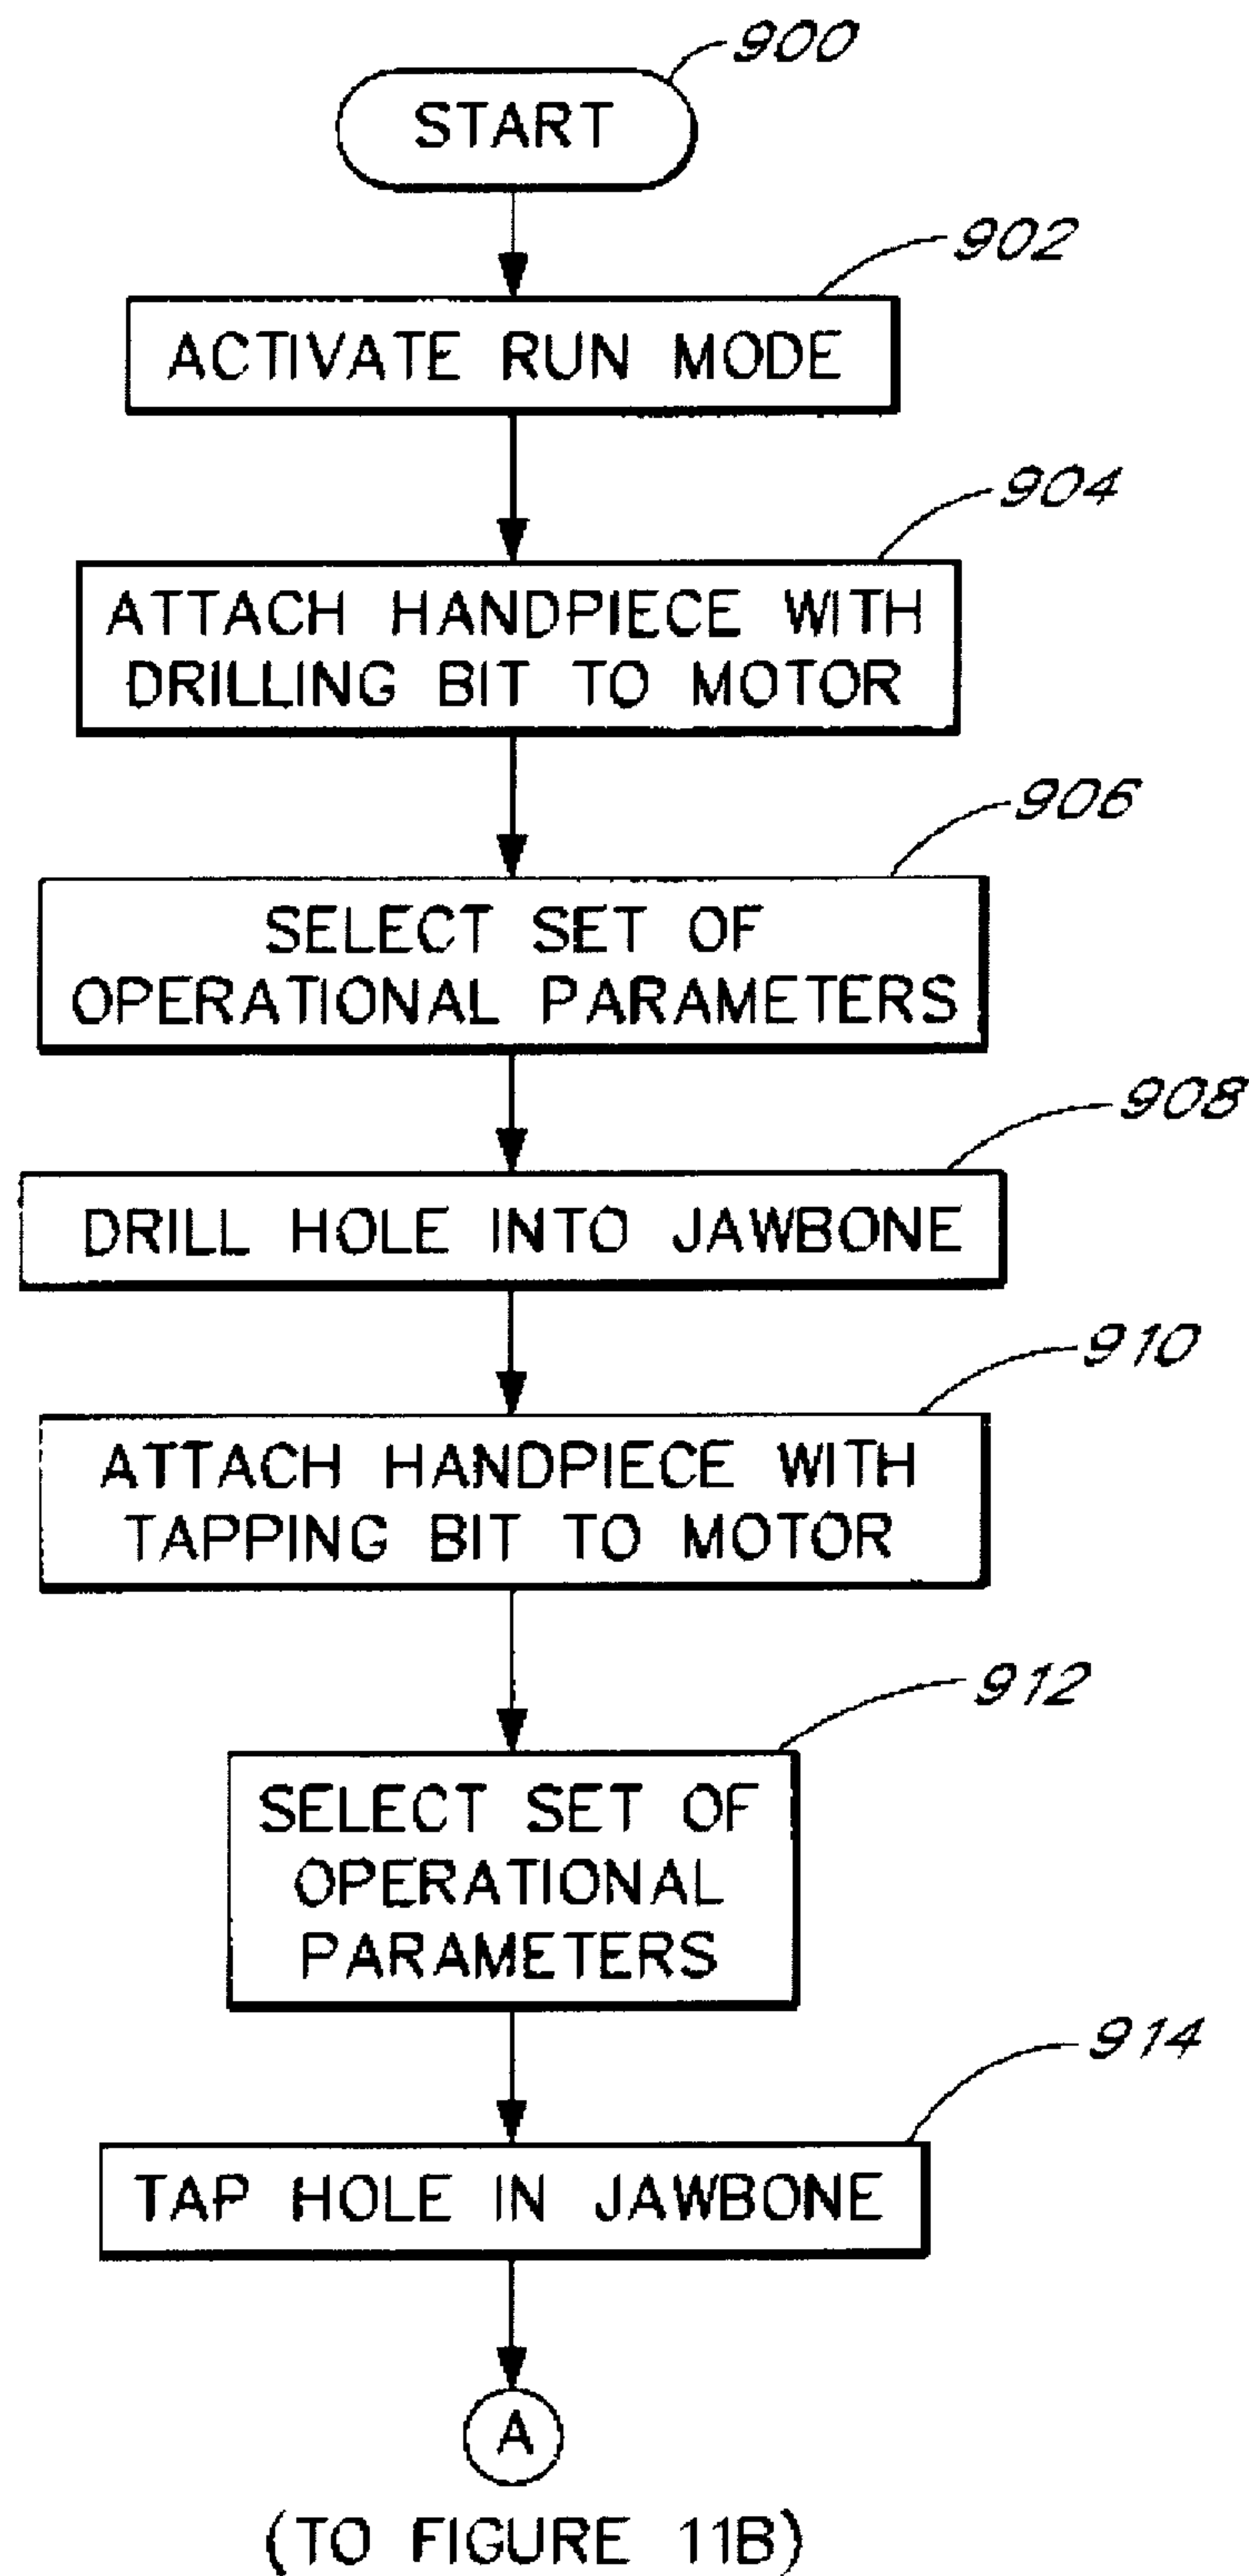 900
START
902
ACTIVATE RUN MODE
904
ATTACH HANDPIECE WITH
DRILLING BIT TO MOTOR
906
SELECT SET OF
OPERATIONAL PARAMETERS
908
DRILL HOLE INTO JAWBONE
910
ATTACH HANDPIECE WITH
TAPPING BIT TO MOTOR
912
SELECT SET OF
OPERATIONAL
PARAMETERS
914
TAP HOLE IN JAWBONE
A
(TO FIGURE 11B)